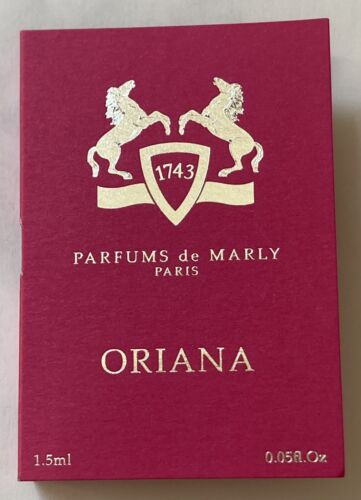 1743
PARFUMS de MARLY
PARIS
ORIANA
1.5ml 0.05fl.Oz